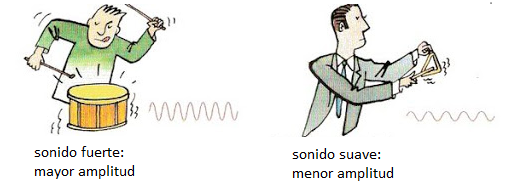 sonido fuerte:
mayor amplitud
sonido suave:
menor amplitud